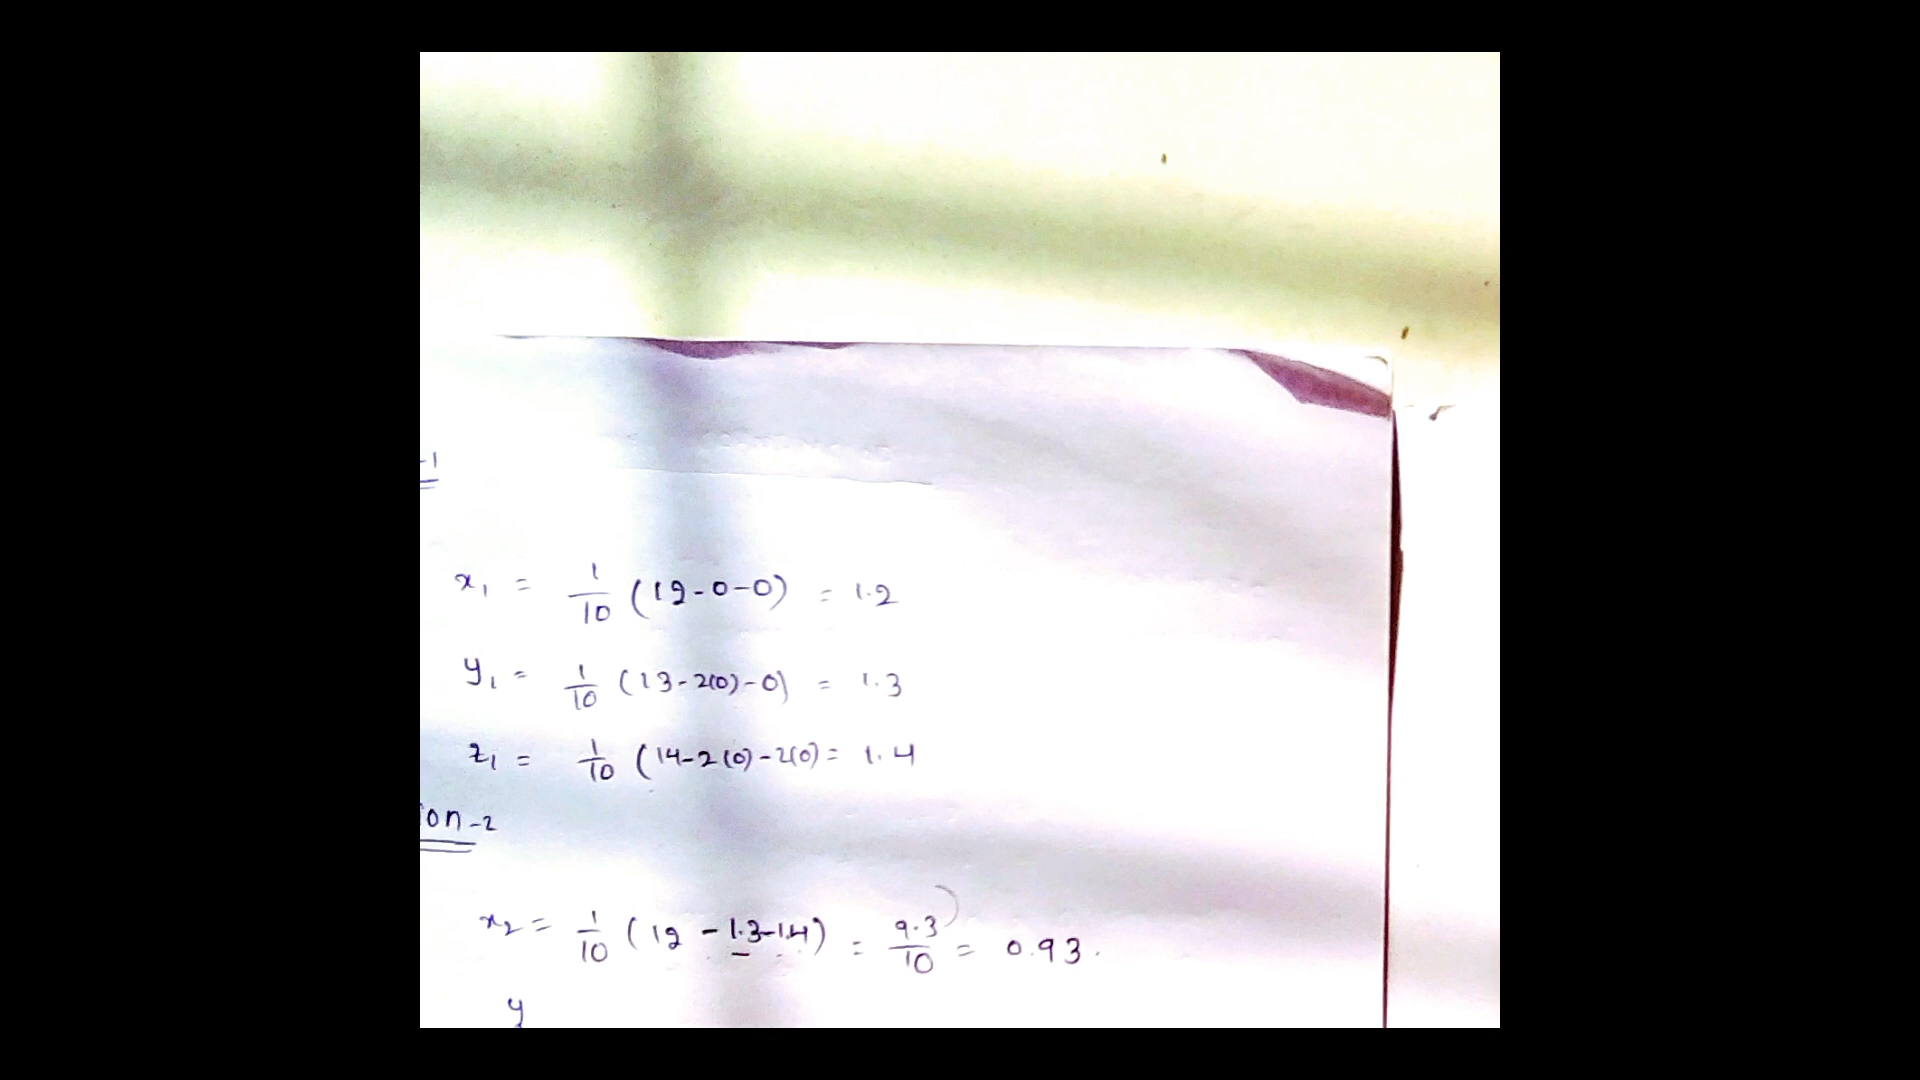 -1
x₁ = 1/10 (12-0-0) = 1.2
y₁ = 1/10 (13-2(0)-0) = 1.3
z₁ = 1/10 (14-2(0)-2(0) = 1.4
ion-2
x₂ = 1/10 (12 - 1.3-1.4) = 9.3/10 = 0.93.
y